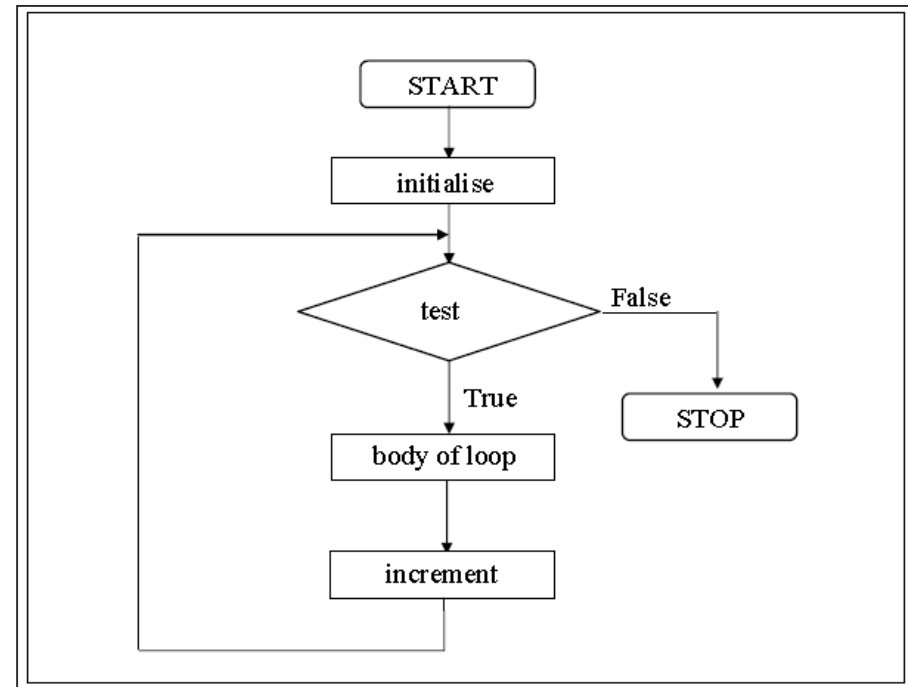 START
initialise
test
False
True
STOP
body of loop
increment